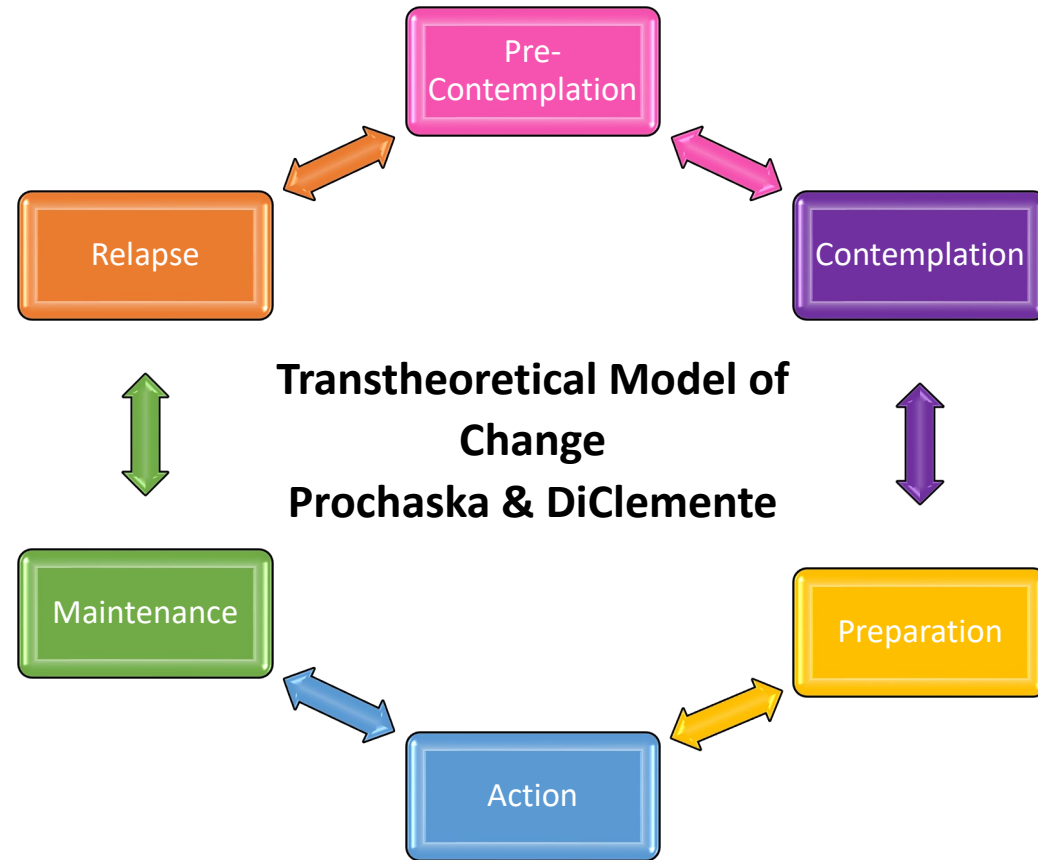 Pre-
Contemplation
Relapse
Contemplation
Transtheoretical Model of
Change
Prochaska & DiClemente
Maintenance
Preparation
Action